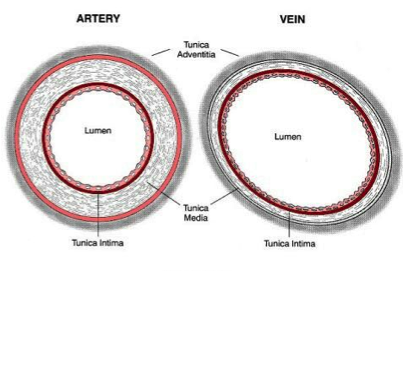 ARTERY
VEIN
Tunica
Adventitia
Lumen
Lumen
Tunica
Media
Tunica Intima
Tunica Intima